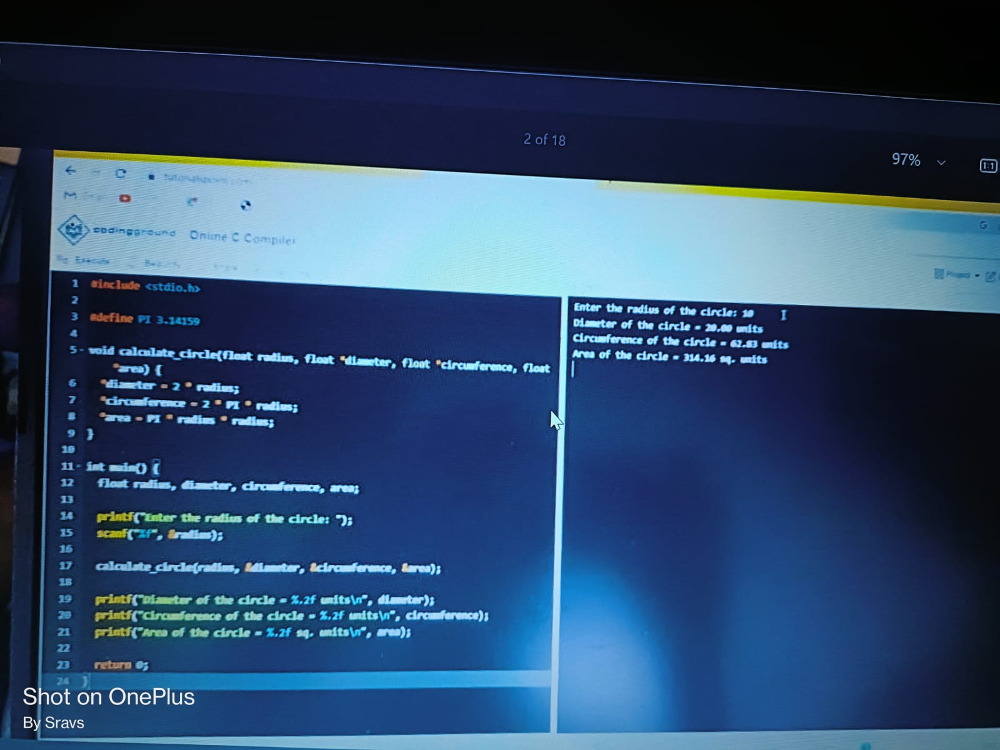 2 of 18
97%
1:1
codingground Online C Compiler
Execute
Project
1 #include <stdio.h>
2
3 #define PI 3.14159
4
5 - void calculate_circle(float radius, float *diameter, float *circumference, float
*area) {
6 *diameter = 2 * radius;
7 *circumference = 2 * PI * radius;
8 *area = PI * radius * radius;
9 }
10
11 - int main() {
12 float radius, diameter, circumference, area;
13
14 printf("Enter the radius of the circle: ");
15 scanf("%f", &radius);
16
17 calculate_circle(radius, &diameter, &circumference, &area);
18
19 printf("Diameter of the circle = %.2f units\n", diameter);
20 printf("Circumference of the circle = %.2f units\n", circumference);
21 printf("Area of the circle = %.2f sq. units\n", area);
22
23 return 0;
24 }
Enter the radius of the circle: 10
Diameter of the circle = 20.00 units
Circumference of the circle = 62.83 units
Area of the circle = 314.16 sq. units
Shot on OnePlus
By Sravs